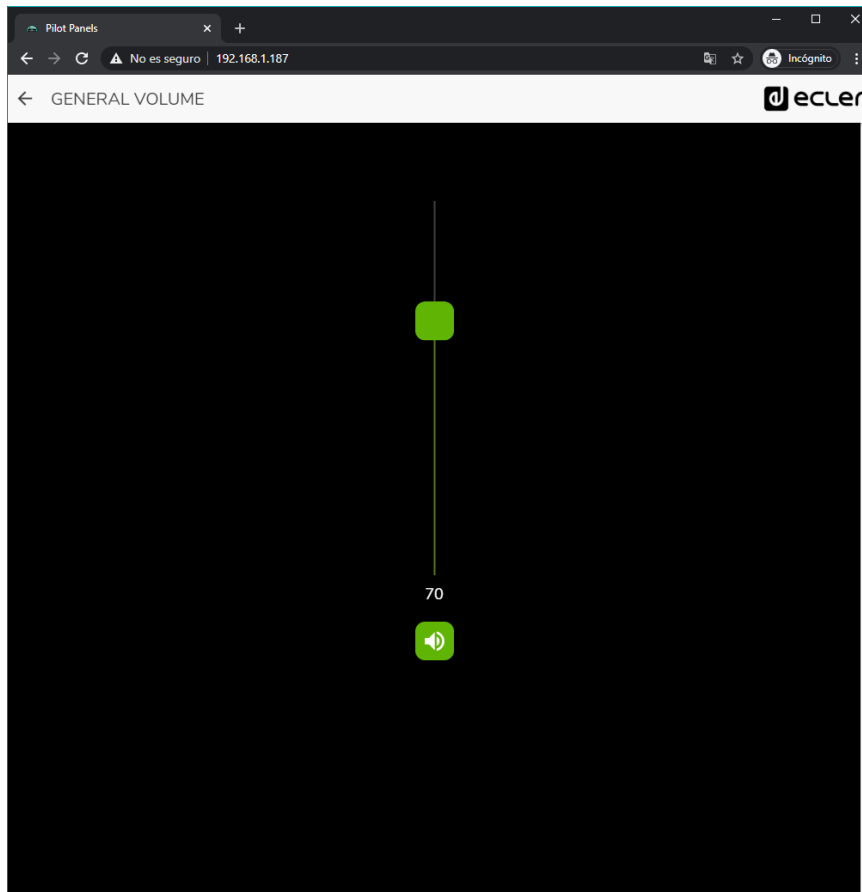 Pilot Panels
No es seguro 192.168.1.187 Incógnito
GENERAL VOLUME ecler
70